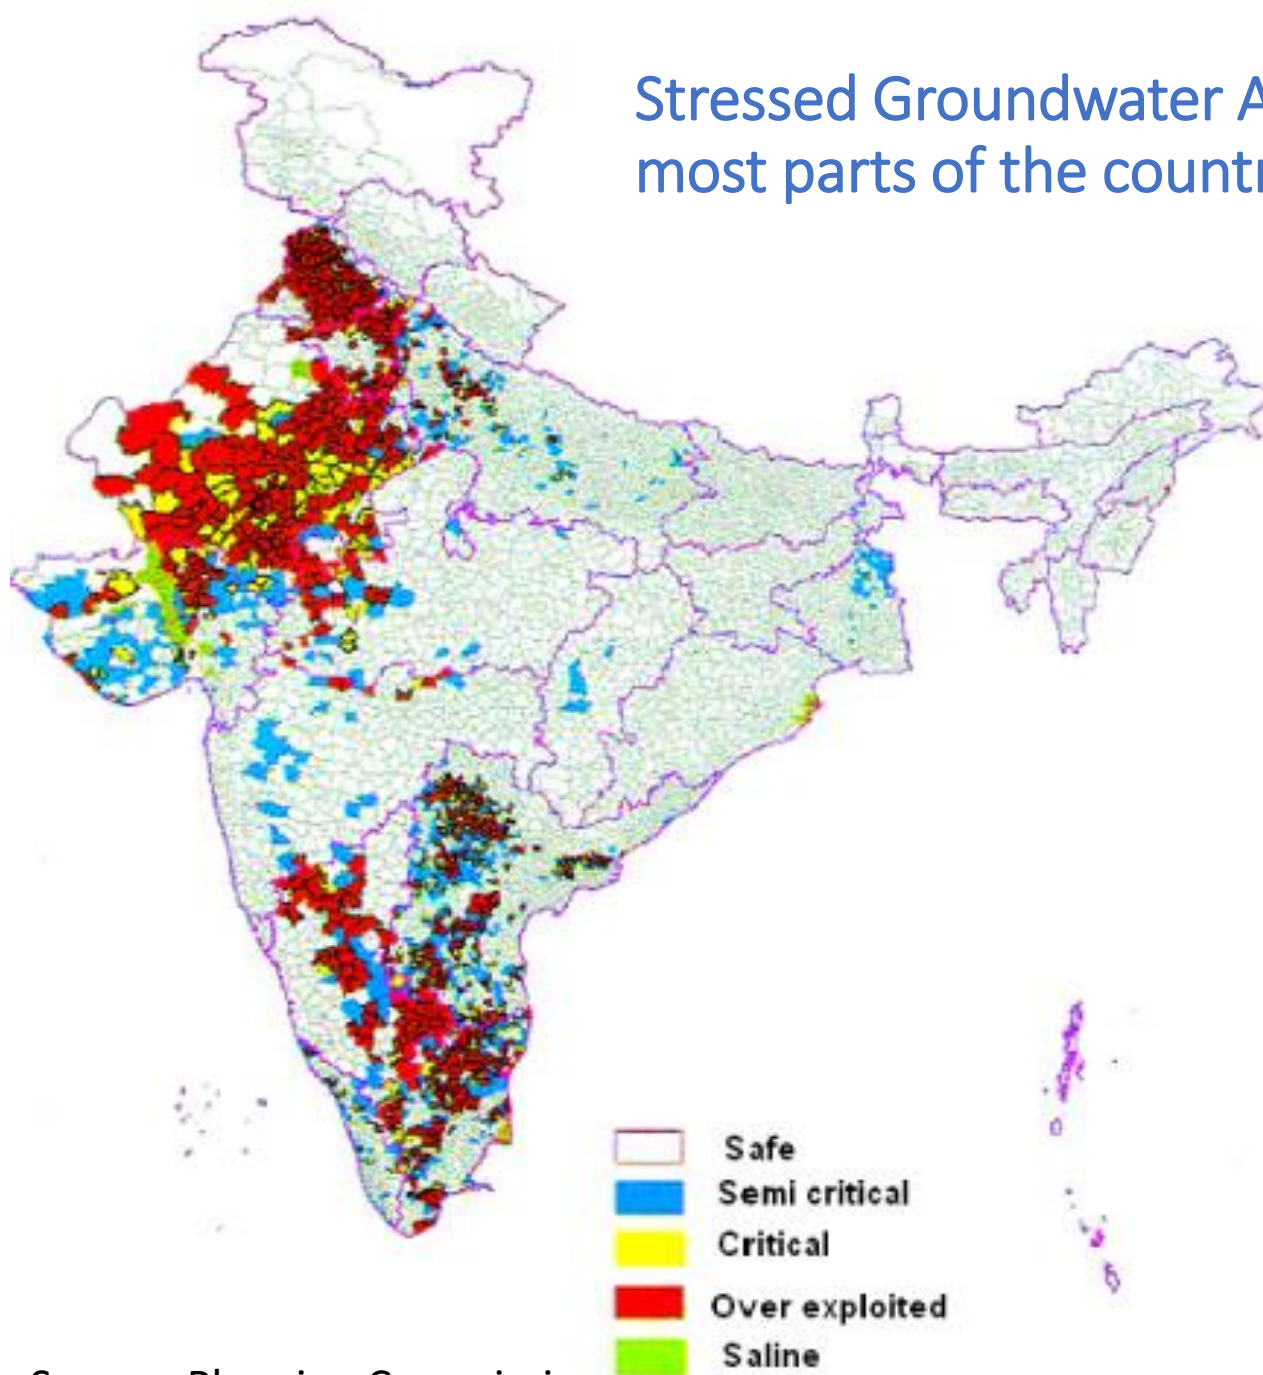 Stressed Groundwater A
most parts of the countr
Safe
Semi critical
Critical
Over exploited
Saline